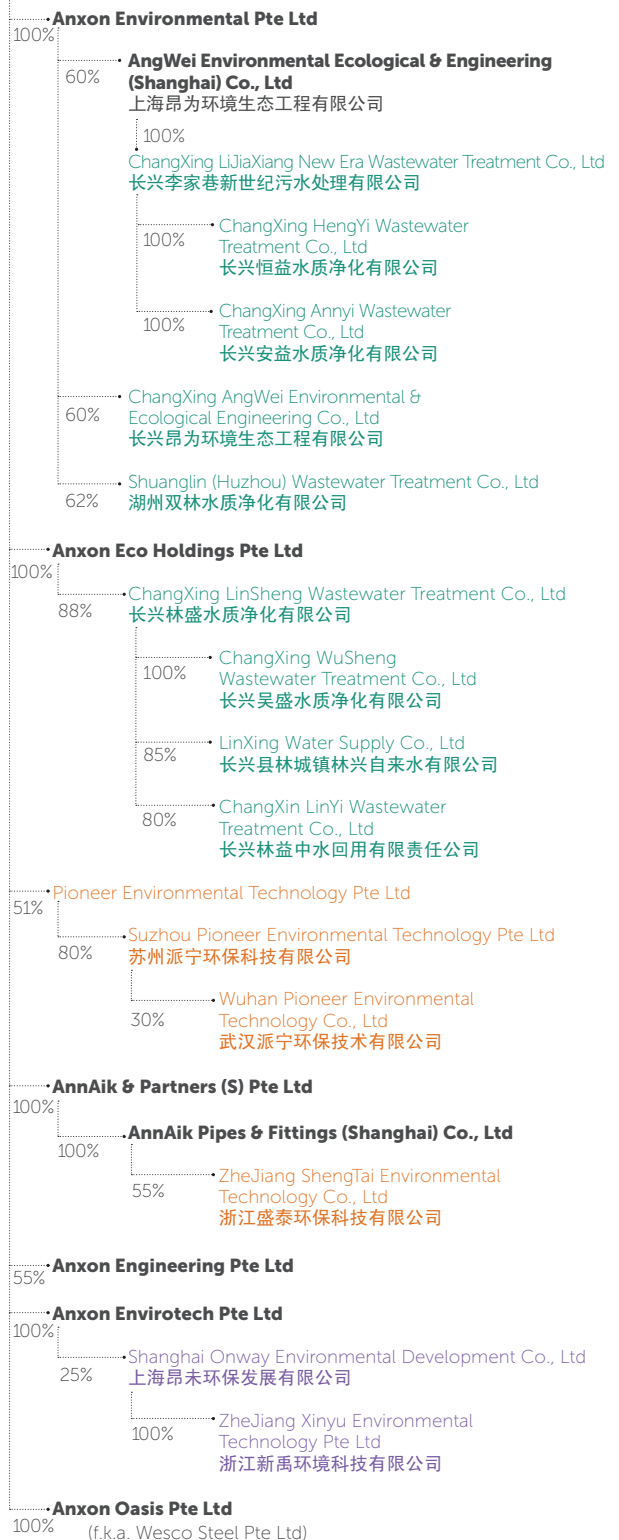 Anxon Environmental Pte Ltd
100%
AngWei Environmental Ecological & Engineering
60%
(Shanghai) Co., Ltd
上海昂为环境生态工程有限公司
100%
ChangXing LiJiaXiang New Era Wastewater Treatment Co., Ltd
长兴李家巷新世纪污水处理有限公司
ChangXing HengYi Wastewater
100%
Treatment Co., Ltd
长兴恒益水质净化有限公司
ChangXing Annyi Wastewater
100%
Treatment Co., Ltd
长兴安益水质净化有限公司
ChangXing AngWei Environmental &
60%
Ecological Engineering Co., Ltd
长兴昂为环境生态工程有限公司
Shuanglin (Huzhou) Wastewater Treatment Co., Ltd
62%
湖州双林水质净化有限公司
Anxon Eco Holdings Pte Ltd
100%
ChangXing LinSheng Wastewater Treatment Co., Ltd
88%
长兴林盛水质净化有限公司
ChangXing WuSheng
100%
Wastewater Treatment Co., Ltd
长兴吴盛水质净化有限公司
LinXing Water Supply Co., Ltd
85%
长兴县林城镇林兴自来水有限公司
ChangXin LinYi Wastewater
80%
Treatment Co., Ltd
长兴林益中水回用有限责任公司
Pioneer Environmental Technology Pte Ltd
51%
Suzhou Pioneer Environmental Technology Pte Ltd
80%
苏州派宁环保科技有限公司
Wuhan Pioneer Environmental
30%
Technology Co., Ltd
武汉派宁环保技术有限公司
AnnAik & Partners (S) Pte Ltd
100%
AnnAik Pipes & Fittings (Shanghai) Co., Ltd
100%
ZheJiang ShengTai Environmental
55%
Technology Co., Ltd
浙江盛泰环保科技有限公司
Anxon Engineering Pte Ltd
55%
Anxon Envirotech Pte Ltd
100%
Shanghai Onway Environmental Development Co., Ltd
25%
上海昂未环保发展有限公司
ZheJiang Xinyu Environmental
100%
Technology Pte Ltd
浙江新禹环境科技有限公司
Anxon Oasis Pte Ltd
100%
(f.k.a. Wesco Steel Pte Ltd)